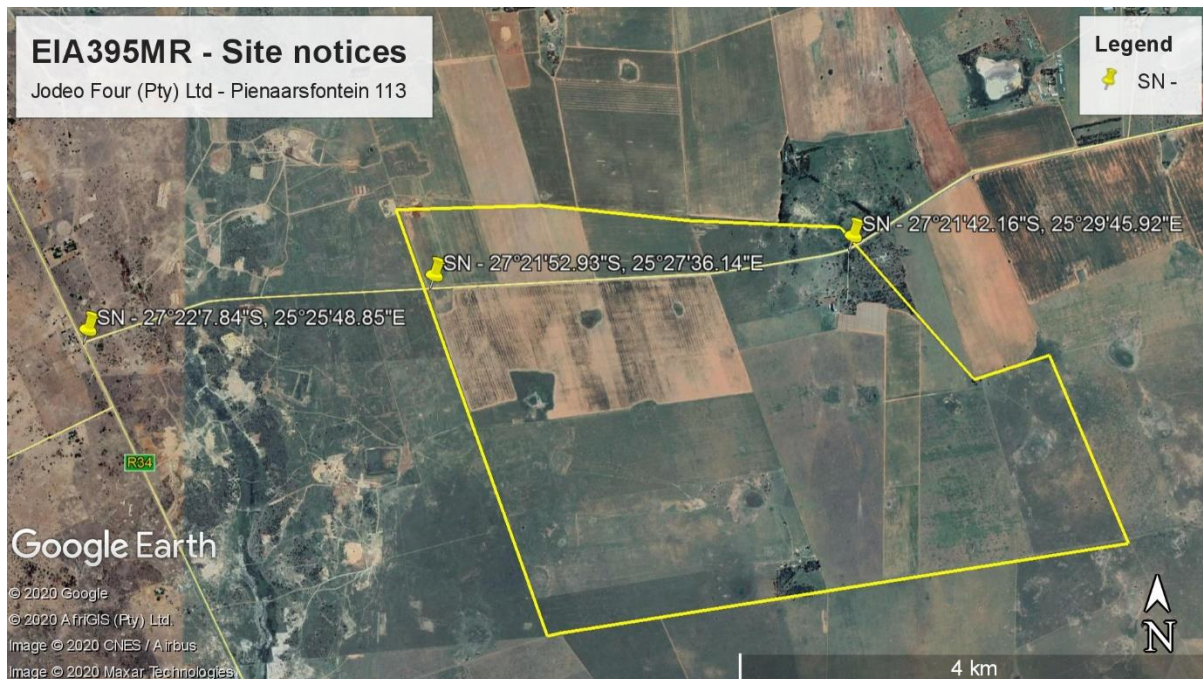 EIA395MR - Site notices
Jodeo Four (Pty) Ltd - Pienaarsfontein 113
Legend
SN -
SN - 27°21'42.16"S, 25°29'45.92"E
SN - 27°21'52.93"S, 25°27'36.14"E
SN - 27°22'7.84"S, 25°25'48.85"E
R34
Google Earth
© 2020 Google
© 2020 AfriGIS (Pty) Ltd.
Image © 2020 CNES / Airbus
Image © 2020 Maxar Technologies
N
4 km